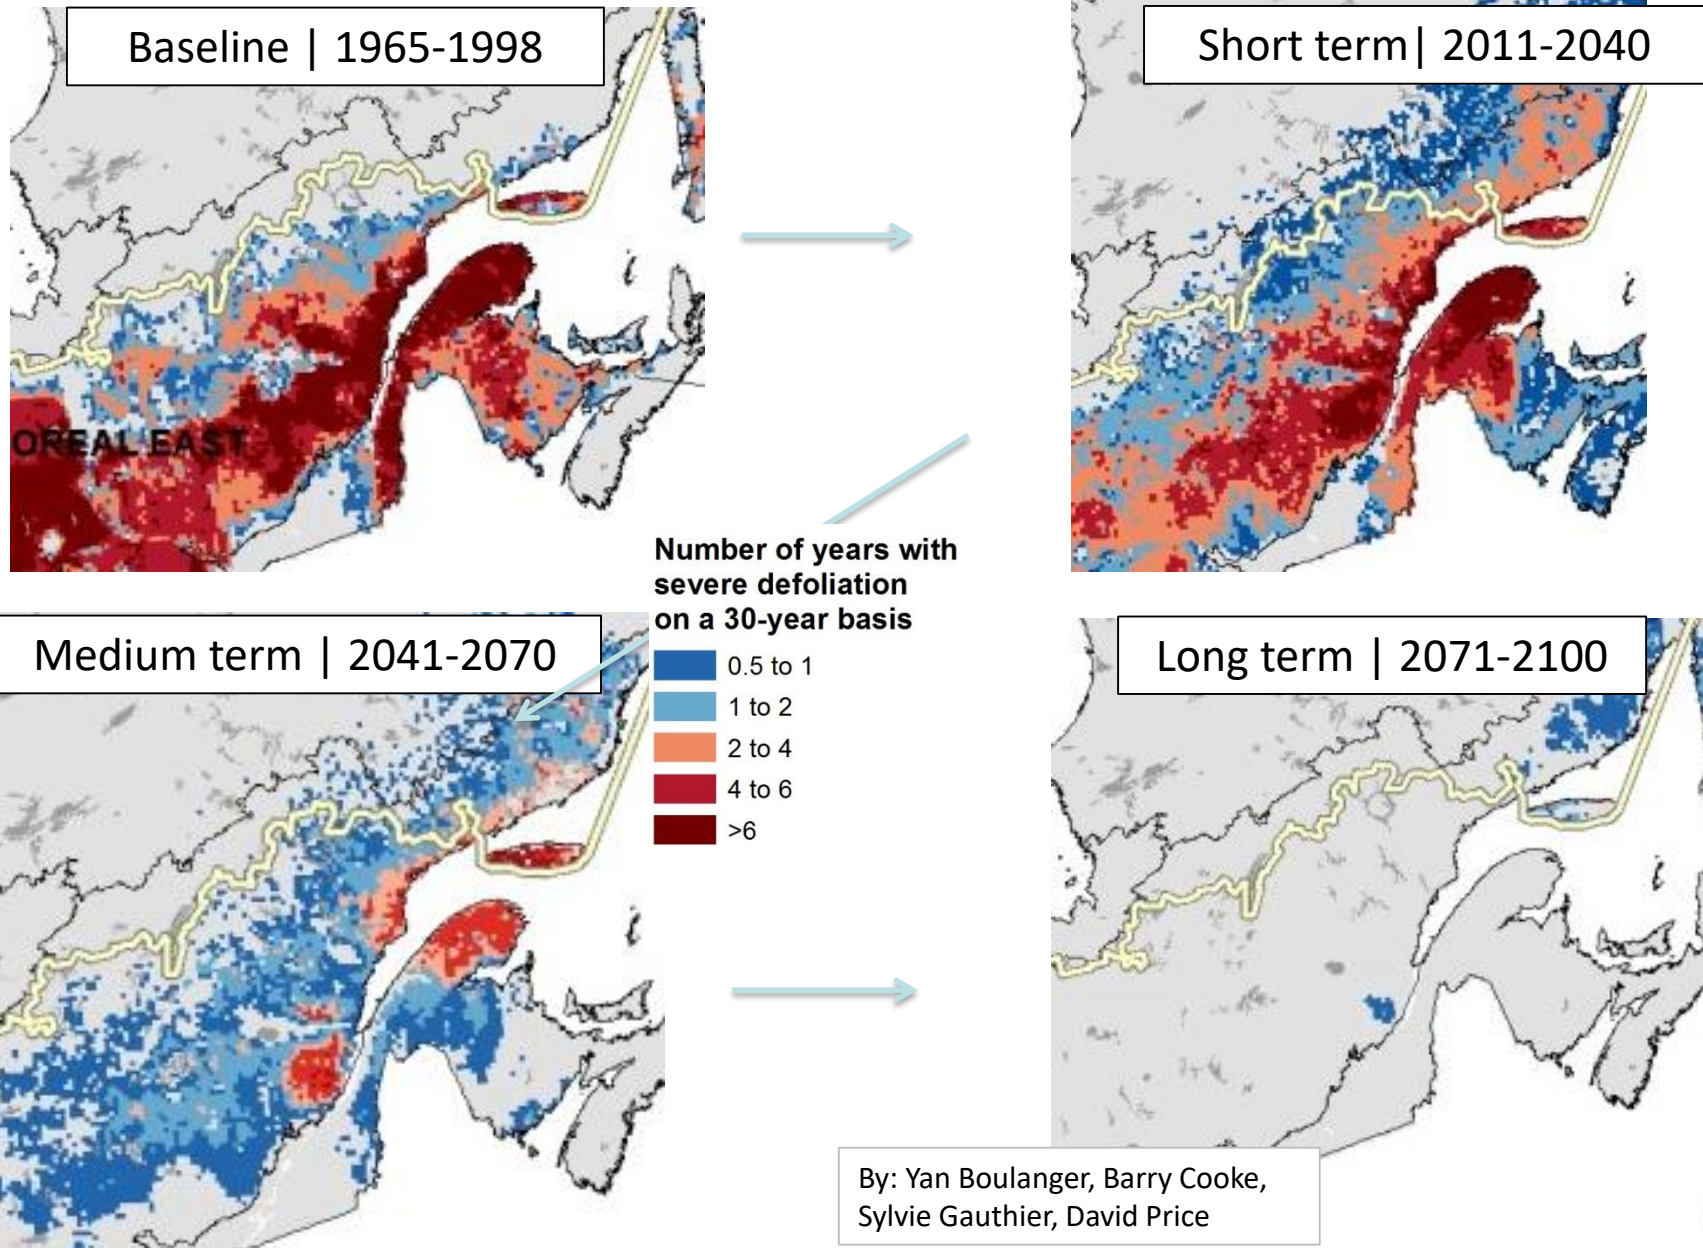 Baseline | 1965-1998
Short term| 2011-2040
OREAL EAST
Number of years with
severe defoliation
on a 30-year basis
0.5 to 1
1 to 2
2 to 4
4 to 6
>6
Medium term | 2041-2070
Long term | 2071-2100
By: Yan Boulanger, Barry Cooke,
Sylvie Gauthier, David Price